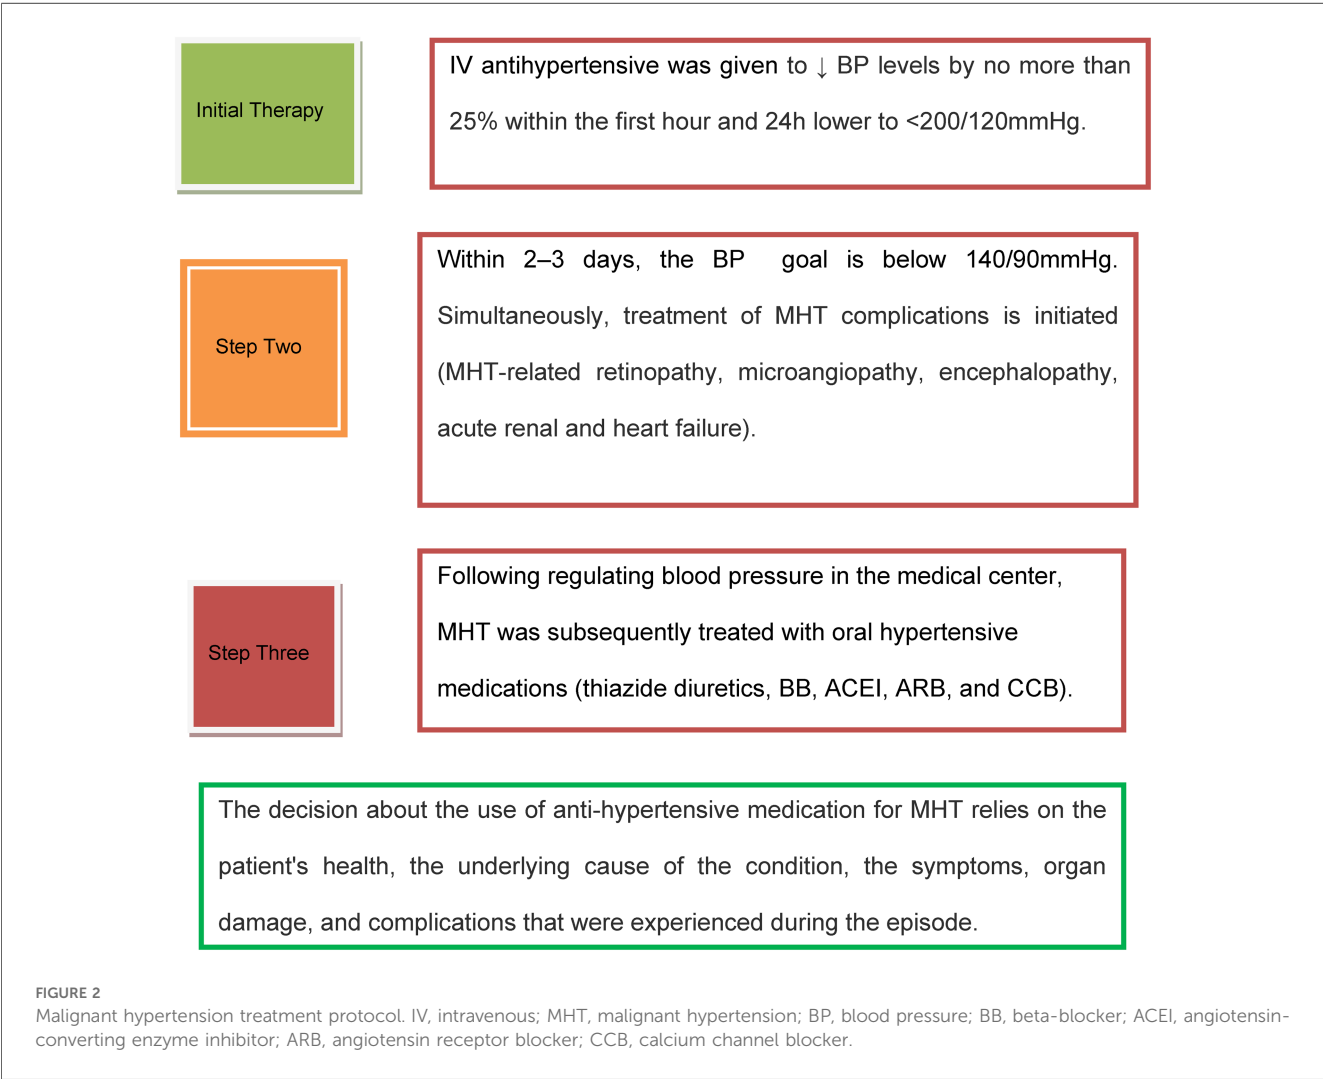 Initial Therapy
IV antihypertensive was given to ↓ BP levels by no more than
25% within the first hour and 24h lower to <200/120mmHg.
Step Two
Within 2–3 days, the BP goal is below 140/90mmHg.
Simultaneously, treatment of MHT complications is initiated
(MHT-related retinopathy, microangiopathy, encephalopathy,
acute renal and heart failure).
Step Three
Following regulating blood pressure in the medical center,
MHT was subsequently treated with oral hypertensive
medications (thiazide diuretics, BB, ACEI, ARB, and CCB).
The decision about the use of anti-hypertensive medication for MHT relies on the
patient's health, the underlying cause of the condition, the symptoms, organ
damage, and complications that were experienced during the episode.
FIGURE 2
Malignant hypertension treatment protocol. IV, intravenous; MHT, malignant hypertension; BP, blood pressure; BB, beta-blocker; ACEI, angiotensin-
converting enzyme inhibitor; ARB, angiotensin receptor blocker; CCB, calcium channel blocker.